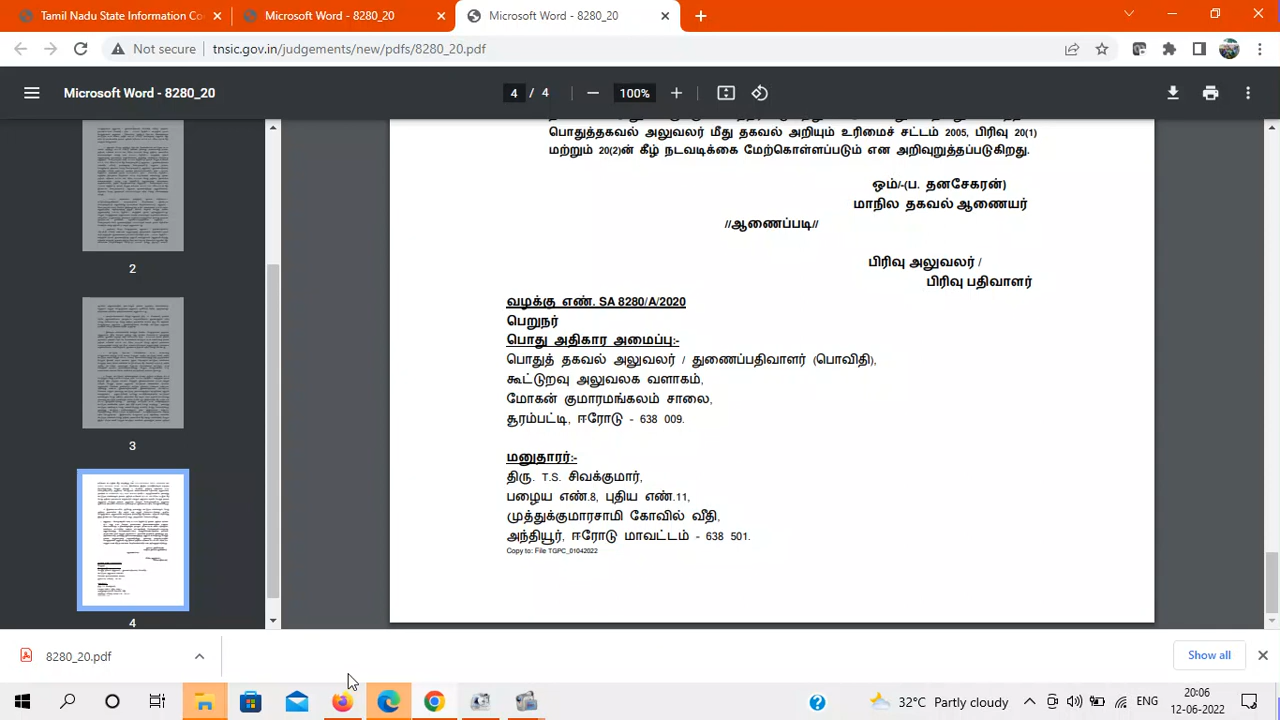 Tamil Nadu State Information Co
Microsoft Word - 8280_20
Microsoft Word - 8280_20
Not secure
tnsic.gov.in/judgements/new/pdfs/8280_20.pdf
Microsoft Word - 8280_20
4 / 4
100%
பொதுத்தகவல் அலுவலர் மீது தகவல் அறியும் உரிமைச் சட்டம் 2005, பிரிவு 20(1)
மற்றும் 20(2)ன் கீழ் நடவடிக்கை மேற்கொள்ளப்படும் என அறிவுறுத்தப்படுகிறது.
ஒம்/-(ப. தனசேகரன்)
மாநில தகவல் ஆணையர்
//ஆணைப்படி//
பிரிவு அலுவலர் /
பிரிவு பதிவாளர்
வழக்கு எண். SA 8280/A/2020
பெறுநர்
பொது அதிகார அமைப்பு:-
பொதுத் தகவல் அலுவலர் / துணைப்பதிவாளர் (பொவிதி),
கூட்டுறவு அலுவலக வளாகம்,
மோகன் குமாரமங்கலம் சாலை,
சூரம்பட்டி, ஈரோடு - 638 009.
மனுதாரர்:-
திரு. T.S. சிவக்குமார்,
பழைய எண்.8, புதிய எண்.11,
முத்துக்குமாரசாமி கோவில் வீதி,
அந்தியூர், ஈரோடு மாவட்டம் - 638 501.
Copy to: File TGPC_01042022
2
3
4
8280_20.pdf
Show all
32°C Partly cloudy
ENG
20:06
12-06-2022